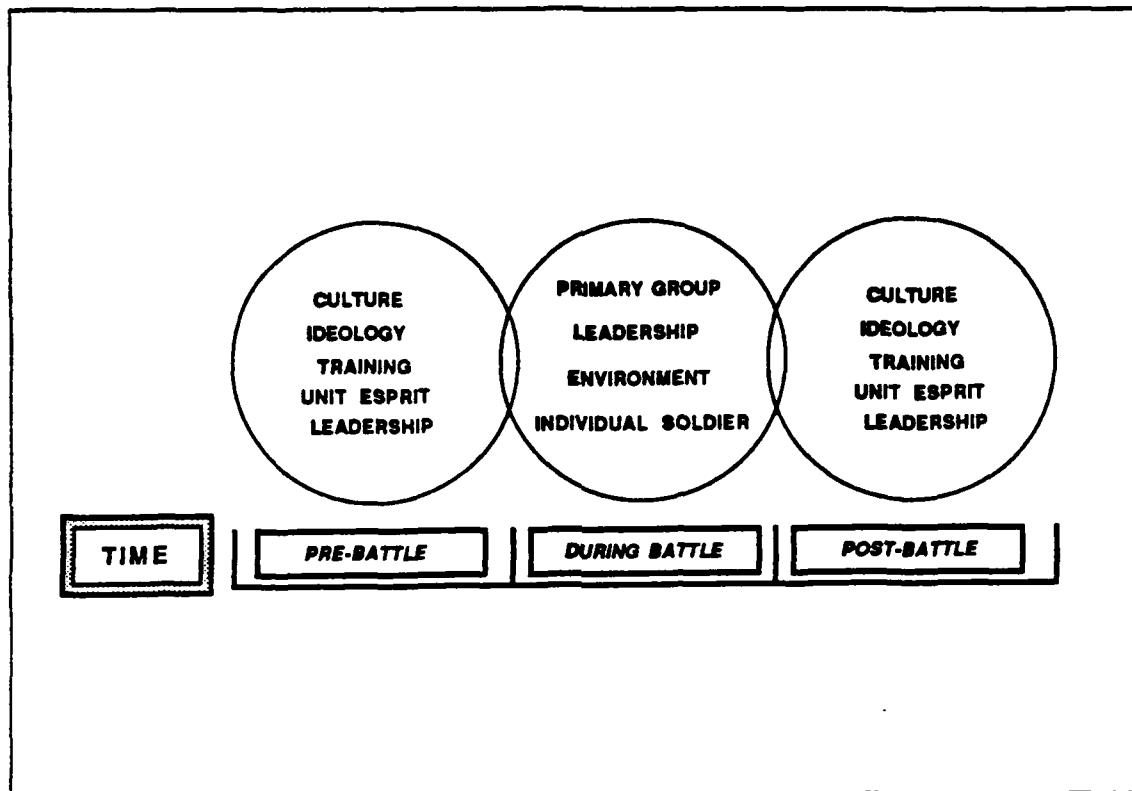 CULTURE
IDEOLOGY
TRAINING
UNIT ESPRIT
LEADERSHIP
PRIMARY GROUP
LEADERSHIP
ENVIRONMENT
INDIVIDUAL SOLDIER
CULTURE
IDEOLOGY
TRAINING
UNIT ESPRIT
LEADERSHIP
TIME
PRE-BATTLE
DURING BATTLE
POST-BATTLE